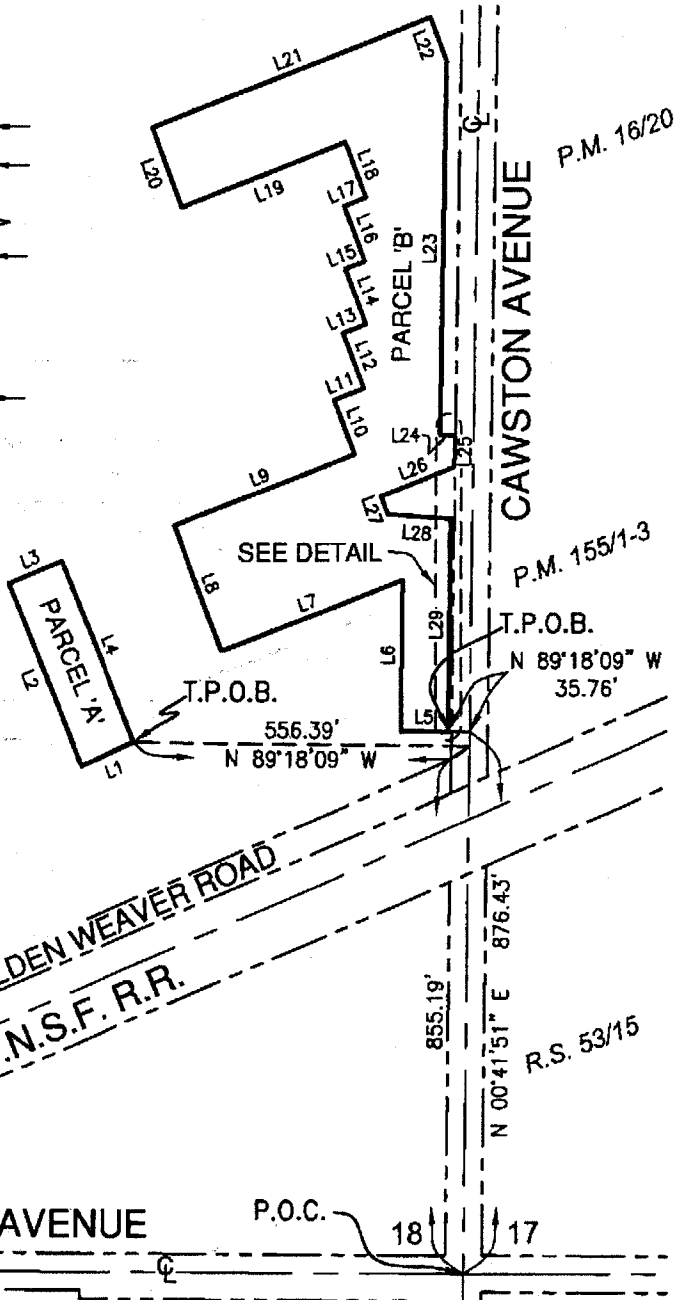 L22
L21
℄
P.M. 16/20
L20
L18
L19
L17
L16
CAWSTON AVENUE
L15
PARCEL 'B'
L23
L14
L13
L12
L11
L10
L24
L25
L26
L9
L27
L28
SEE DETAIL
P.M. 155/1-3
L3
L8
L7
PARCEL 'A'
L4
L2
L6
L29
T.P.O.B.
N 89°18'09" W
35.76'
T.P.O.B.
L5
556.39'
N 89°18'09" W
L1
LDEN WEAVER ROAD
.N.S.F. R.R.
855.19'
N 00°41'51" E 876.43'
R.S. 53/15
AVENUE
P.O.C.
18
17
℄